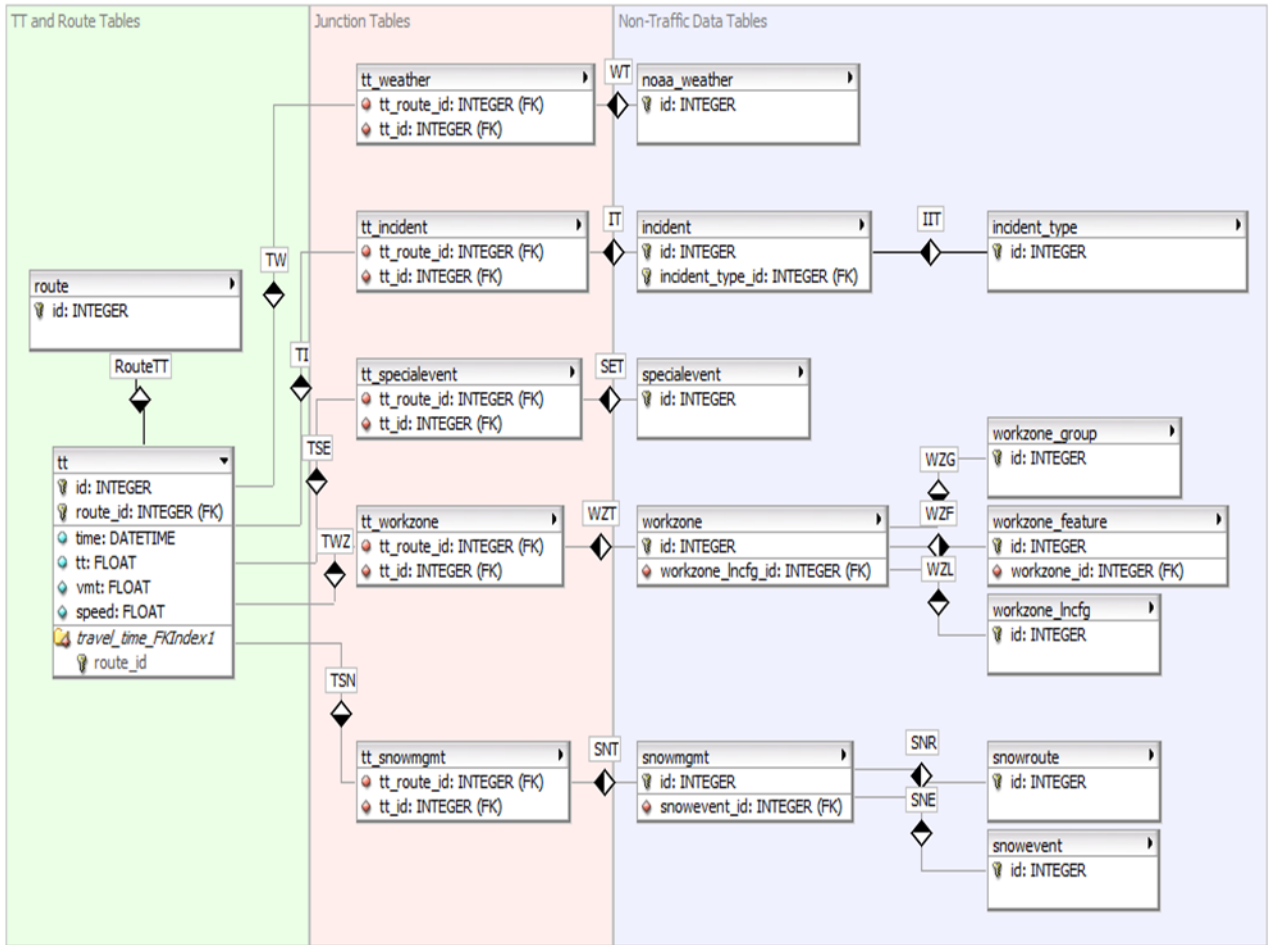 TT and Route Tables
Junction Tables
Non-Traffic Data Tables
tt_weather
tt_route_id: INTEGER (FK)
tt_id: INTEGER (FK)
WT
noaa_weather
id: INTEGER
tt_incident
tt_route_id: INTEGER (FK)
tt_id: INTEGER (FK)
IT
incident
id: INTEGER
incident_type_id: INTEGER (FK)
IIT
incident_type
id: INTEGER
TW
route
id: INTEGER
RouteTT
TI
tt_specialevent
tt_route_id: INTEGER (FK)
tt_id: INTEGER (FK)
SET
specialevent
id: INTEGER
TSE
tt
id: INTEGER
route_id: INTEGER (FK)
time: DATETIME
tt: FLOAT
vmt: FLOAT
speed: FLOAT
travel_time_FKIndex1
route_id
TWZ
tt_workzone
tt_route_id: INTEGER (FK)
tt_id: INTEGER (FK)
WZT
workzone
id: INTEGER
workzone_lncfg_id: INTEGER (FK)
WZG
workzone_group
id: INTEGER
WZF
workzone_feature
id: INTEGER
workzone_id: INTEGER (FK)
WZL
workzone_lncfg
id: INTEGER
TSN
tt_snowmgmt
tt_route_id: INTEGER (FK)
tt_id: INTEGER (FK)
SNT
snowmgmt
id: INTEGER
snowevent_id: INTEGER (FK)
SNR
snowroute
id: INTEGER
SNE
snowevent
id: INTEGER